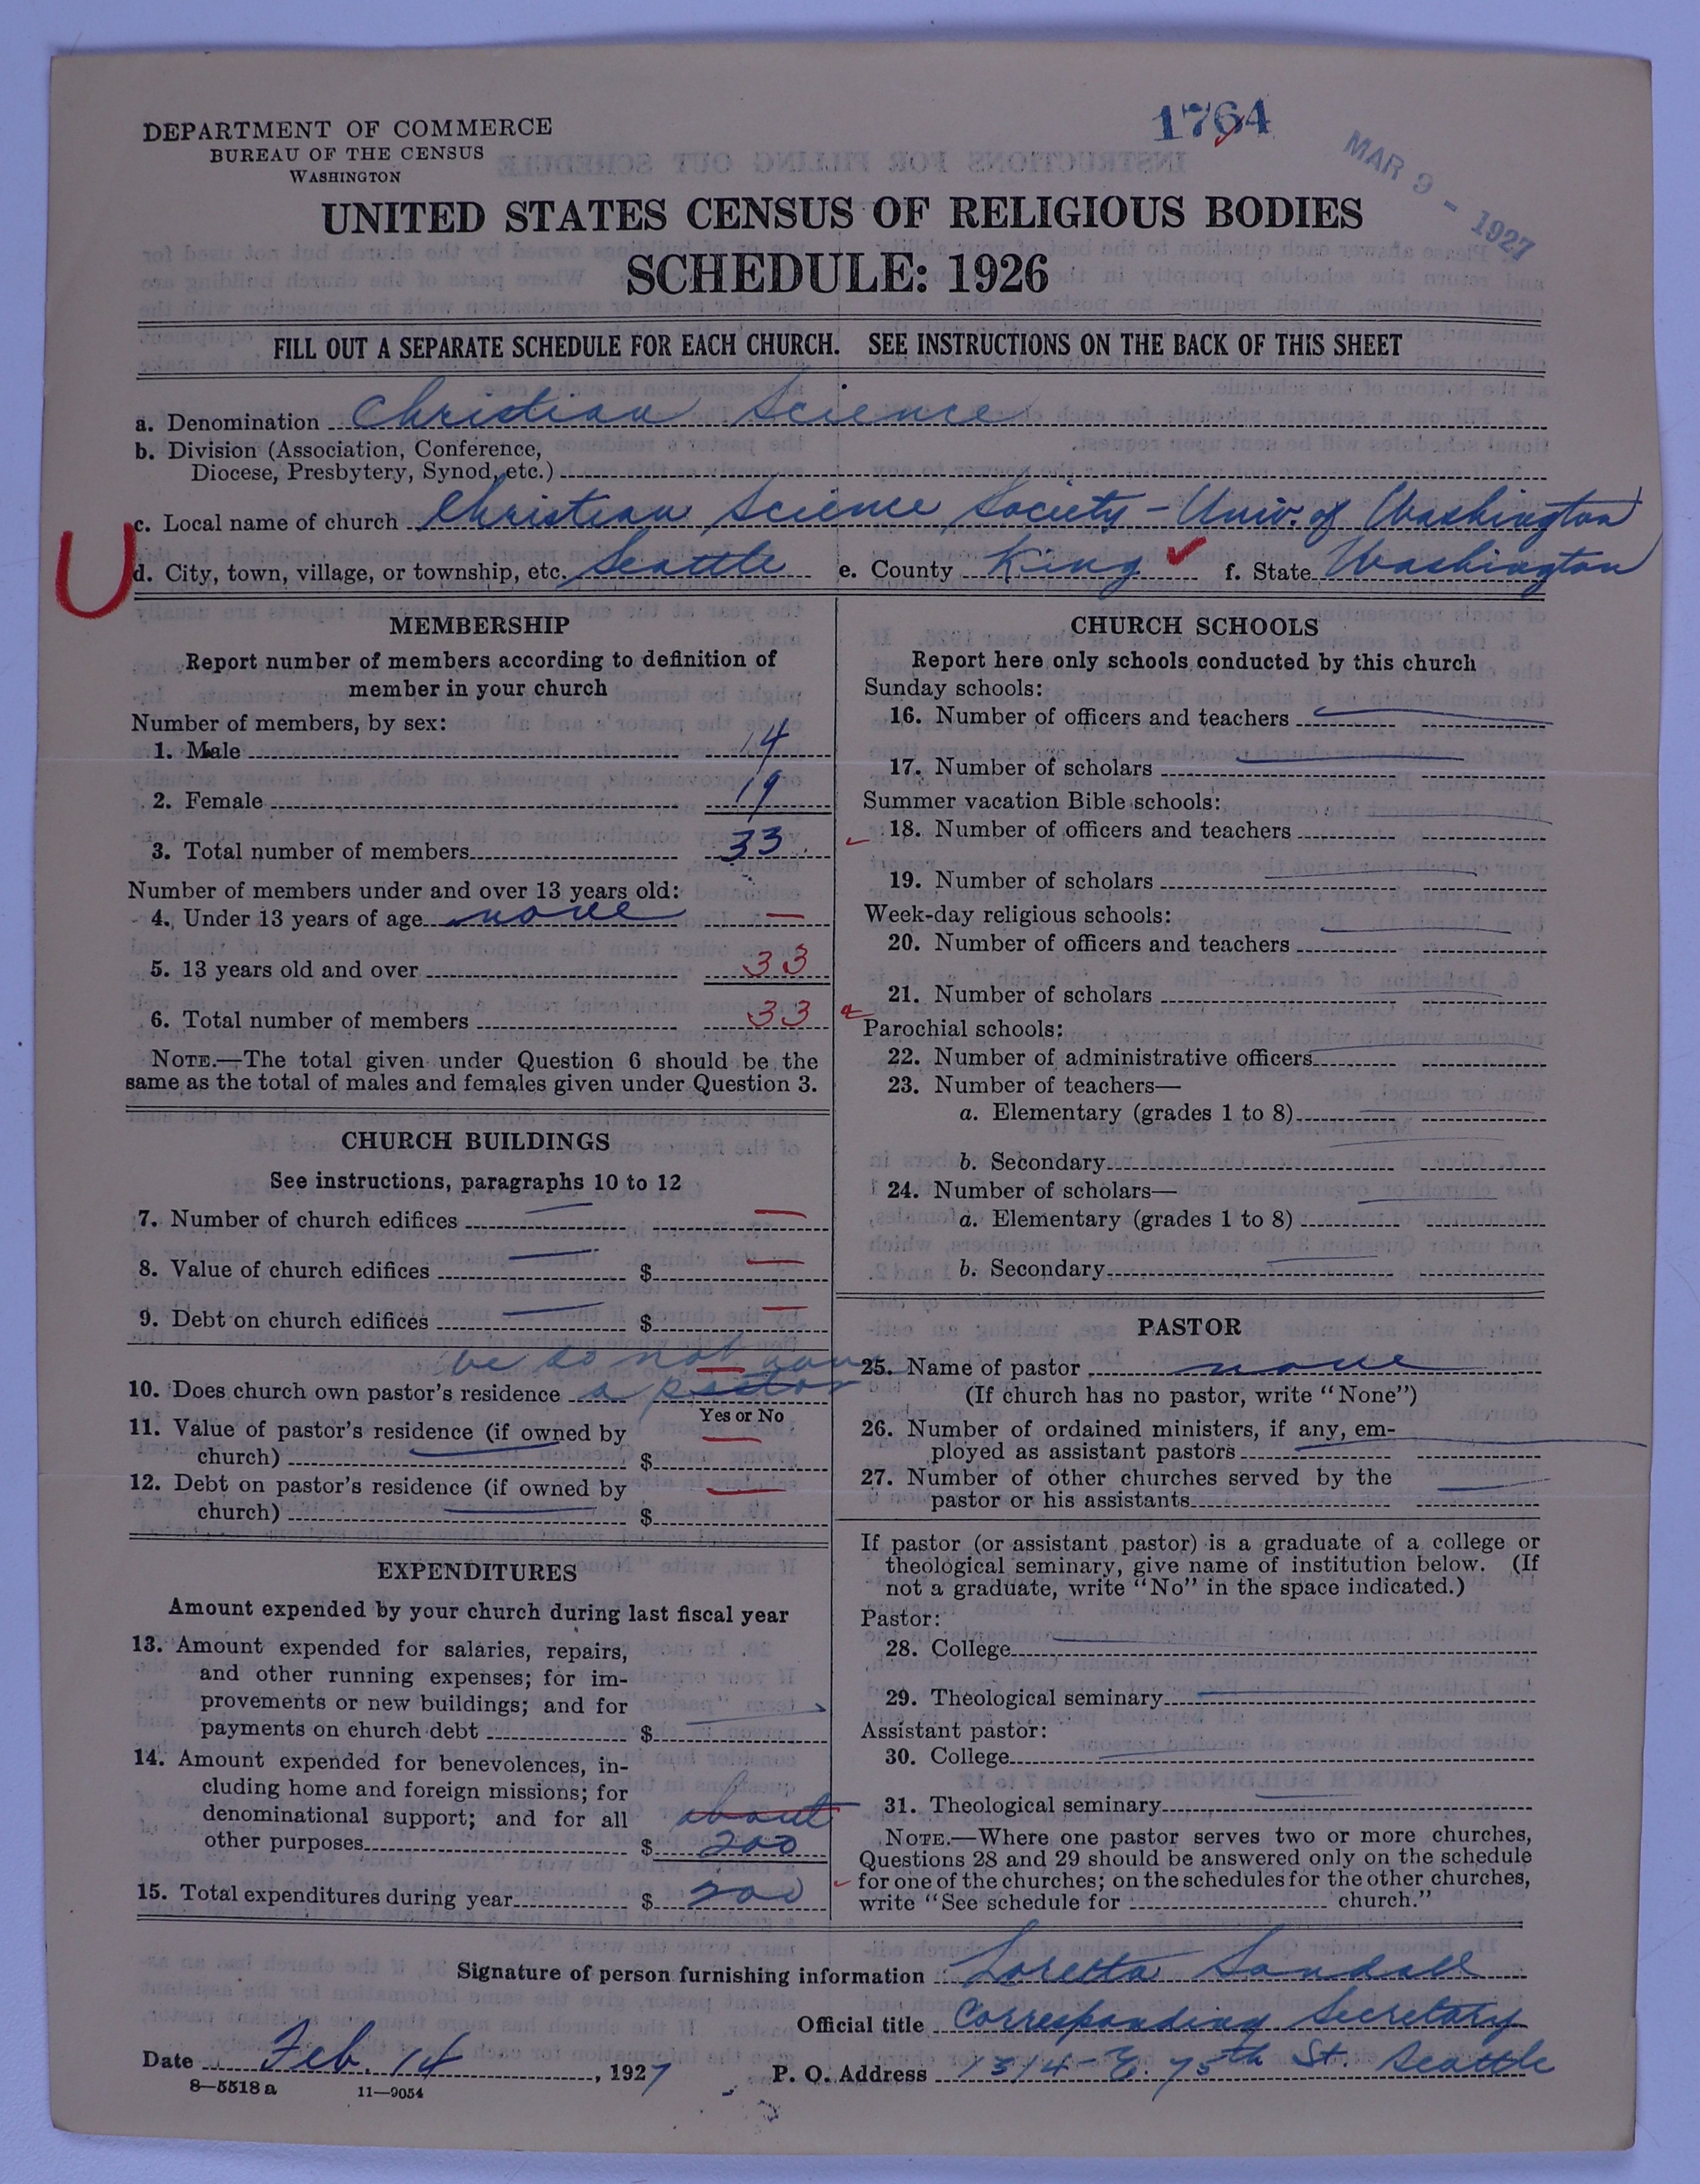 1764
MAR 9 - 1927
DEPARTMENT OF COMMERCE
BUREAU OF THE CENSUS
WASHINGTON
UNITED STATES CENSUS OF RELIGIOUS BODIES
SCHEDULE: 1926
FILL OUT A SEPARATE SCHEDULE FOR EACH CHURCH. SEE INSTRUCTIONS ON THE BACK OF THIS SHEET
a. Denomination Christian Science
b. Division (Association, Conference,
Diocese, Presbytery, Synod, etc.)
c. Local name of church Christian Science Society - Univ. of Washington
U
d. City, town, village, or township, etc. Seattle e. County King f. State Washington
MEMBERSHIP
Report number of members according to definition of
member in your church
Number of members, by sex:
1. Male 14
2. Female 19
3. Total number of members 33
Number of members under and over 13 years old:
4. Under 13 years of age none —
5. 13 years old and over 33
6. Total number of members 33
NOTE.—The total given under Question 6 should be the
same as the total of males and females given under Question 3.
CHURCH BUILDINGS
See instructions, paragraphs 10 to 12
7. Number of church edifices — —
8. Value of church edifices — $ —
9. Debt on church edifices — $ —
we do not own
10. Does church own pastor's residence a pastor
Yes or No
11. Value of pastor's residence (if owned by
church) — $ —
12. Debt on pastor's residence (if owned by
church) — $ —
EXPENDITURES
Amount expended by your church during last fiscal year
13. Amount expended for salaries, repairs,
and other running expenses; for im-
provements or new buildings; and for
payments on church debt $ —
14. Amount expended for benevolences, in-
cluding home and foreign missions; for
denominational support; and for all about
other purposes $ 200
15. Total expenditures during year $ 200
CHURCH SCHOOLS
Report here only schools conducted by this church
Sunday schools:
16. Number of officers and teachers —
17. Number of scholars —
Summer vacation Bible schools:
18. Number of officers and teachers —
19. Number of scholars —
Week-day religious schools:
20. Number of officers and teachers —
21. Number of scholars —
Parochial schools:
22. Number of administrative officers —
23. Number of teachers—
a. Elementary (grades 1 to 8) —
b. Secondary —
24. Number of scholars—
a. Elementary (grades 1 to 8) —
b. Secondary —
PASTOR
25. Name of pastor none
(If church has no pastor, write "None")
26. Number of ordained ministers, if any, em-
ployed as assistant pastors —
27. Number of other churches served by the
pastor or his assistants —
If pastor (or assistant pastor) is a graduate of a college or
theological seminary, give name of institution below. (If
not a graduate, write "No" in the space indicated.)
Pastor:
28. College —
29. Theological seminary —
Assistant pastor:
30. College —
31. Theological seminary —
NOTE.—Where one pastor serves two or more churches,
Questions 28 and 29 should be answered only on the schedule
for one of the churches; on the schedules for the other churches,
write "See schedule for church."
Signature of person furnishing information Loretta Sandall
Official title Corresponding Secretary
Date Feb. 14, 1927 P. O. Address 1314 - E. 75th St. Seattle
8—5518 a 11—9054